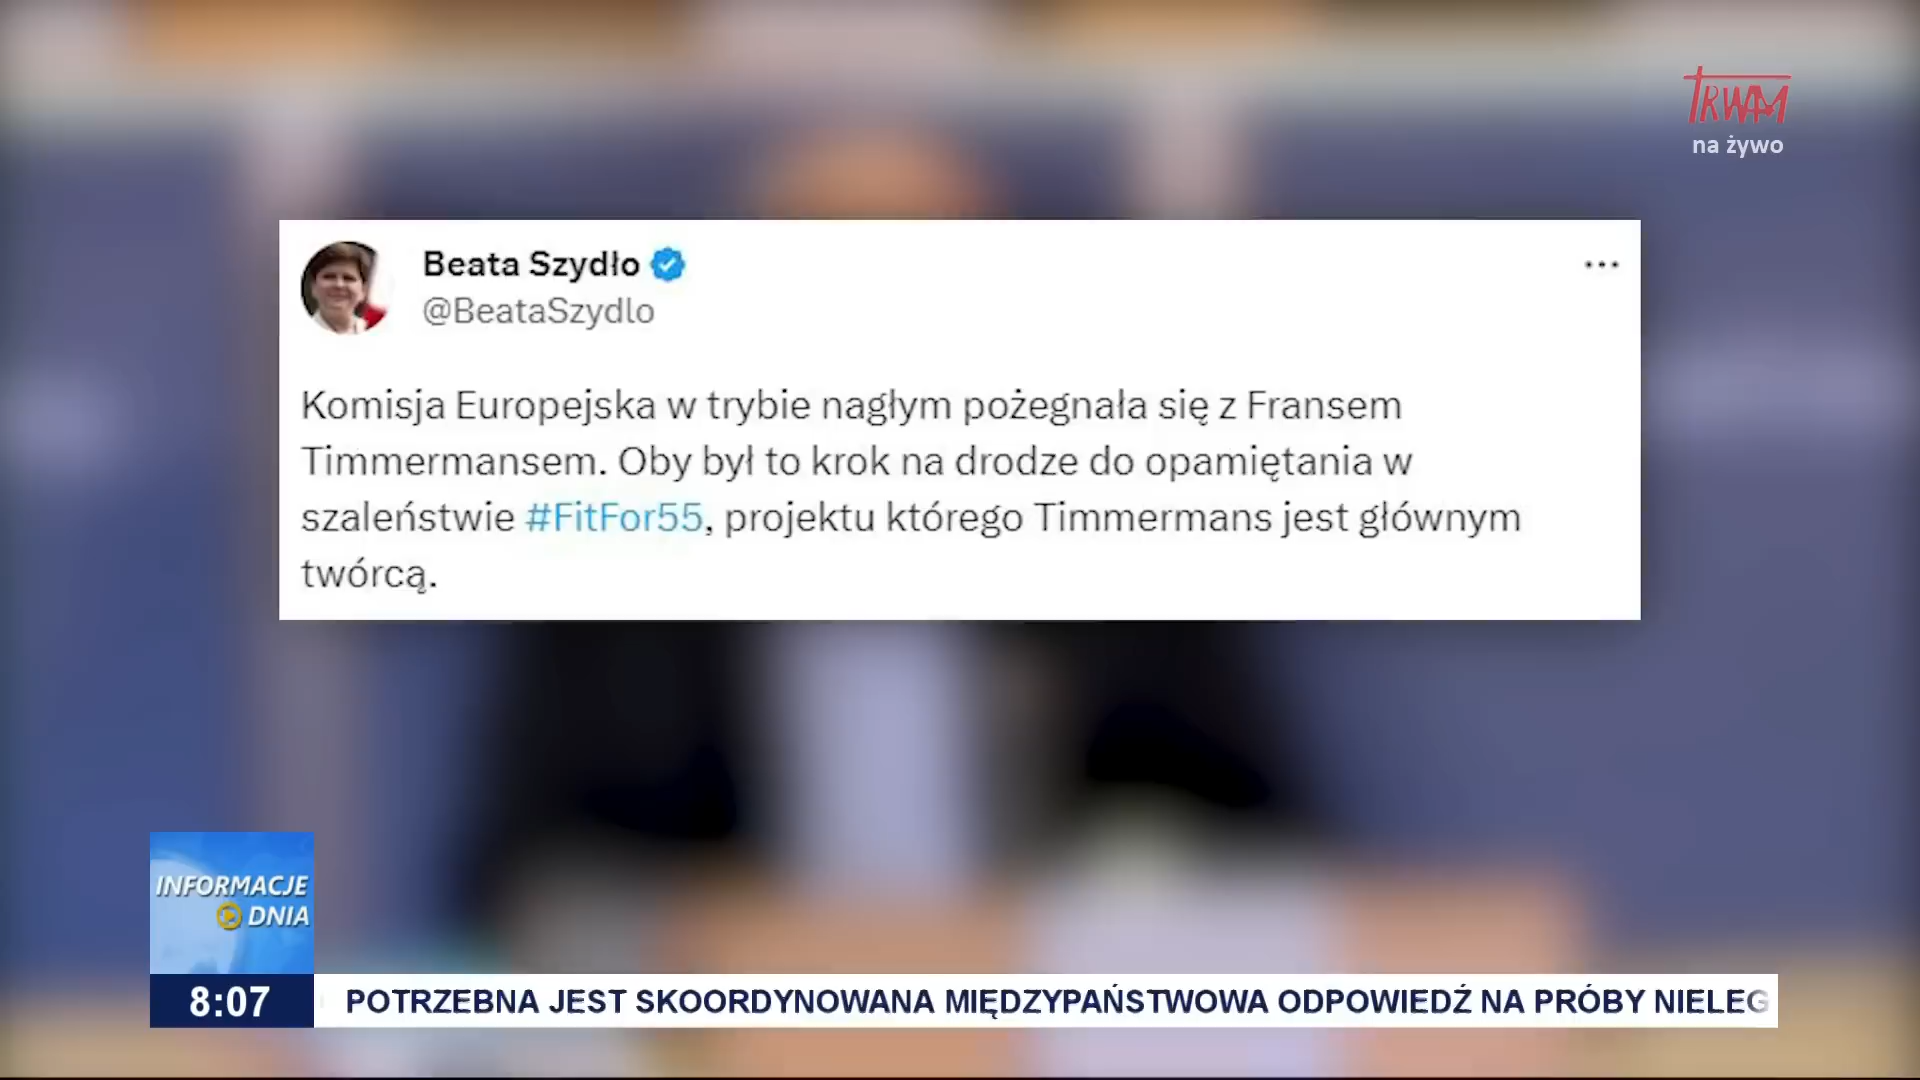 TRWAM
na żywo
Beata Szydło
@BeataSzydlo
Komisja Europejska w trybie nagłym pożegnała się z Fransem
Timmermansem. Oby był to krok na drodze do opamiętania w
szaleństwie #FitFor55, projektu którego Timmermans jest głównym
twórcą.
INFORMACJE
DNIA
8:07 POTRZEBNA JEST SKOORDYNOWANA MIĘDZYPAŃSTWOWA ODPOWIEDŹ NA PRÓBY NIELEG